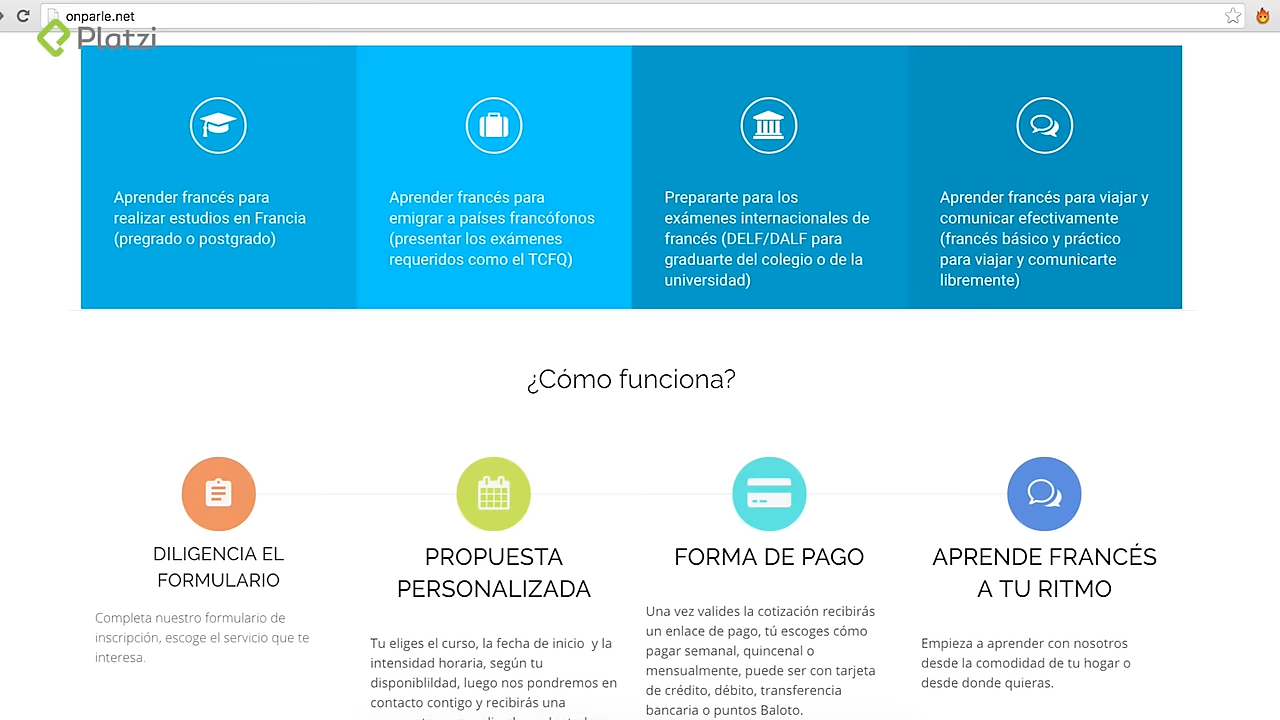 onparle.net
Platzi
Aprender francés para
realizar estudios en Francia
(pregrado o postgrado)
Aprender francés para
emigrar a países francófonos
(presentar los exámenes
requeridos como el TCFQ)
Prepararte para los
exámenes internacionales de
francés (DELF/DALF para
graduarte del colegio o de la
universidad)
Aprender francés para viajar y
comunicar efectivamente
(francés básico y práctico
para viajar y comunicarte
libremente)
¿Cómo funciona?
DILIGENCIA EL
FORMULARIO
Completa nuestro formulario de
inscripción, escoge el servicio que te
interesa.
PROPUESTA
PERSONALIZADA
Tu eliges el curso, la fecha de inicio y la
intensidad horaria, según tu
disponiblildad, luego nos pondremos en
contacto contigo y recibirás una
FORMA DE PAGO
Una vez valides la cotización recibirás
un enlace de pago, tú escoges cómo
pagar semanal, quincenal o
mensualmente, puede ser con tarjeta
de crédito, débito, transferencia
bancaria o puntos Baloto.
APRENDE FRANCÉS
A TU RITMO
Empieza a aprender con nosotros
desde la comodidad de tu hogar o
desde donde quieras.